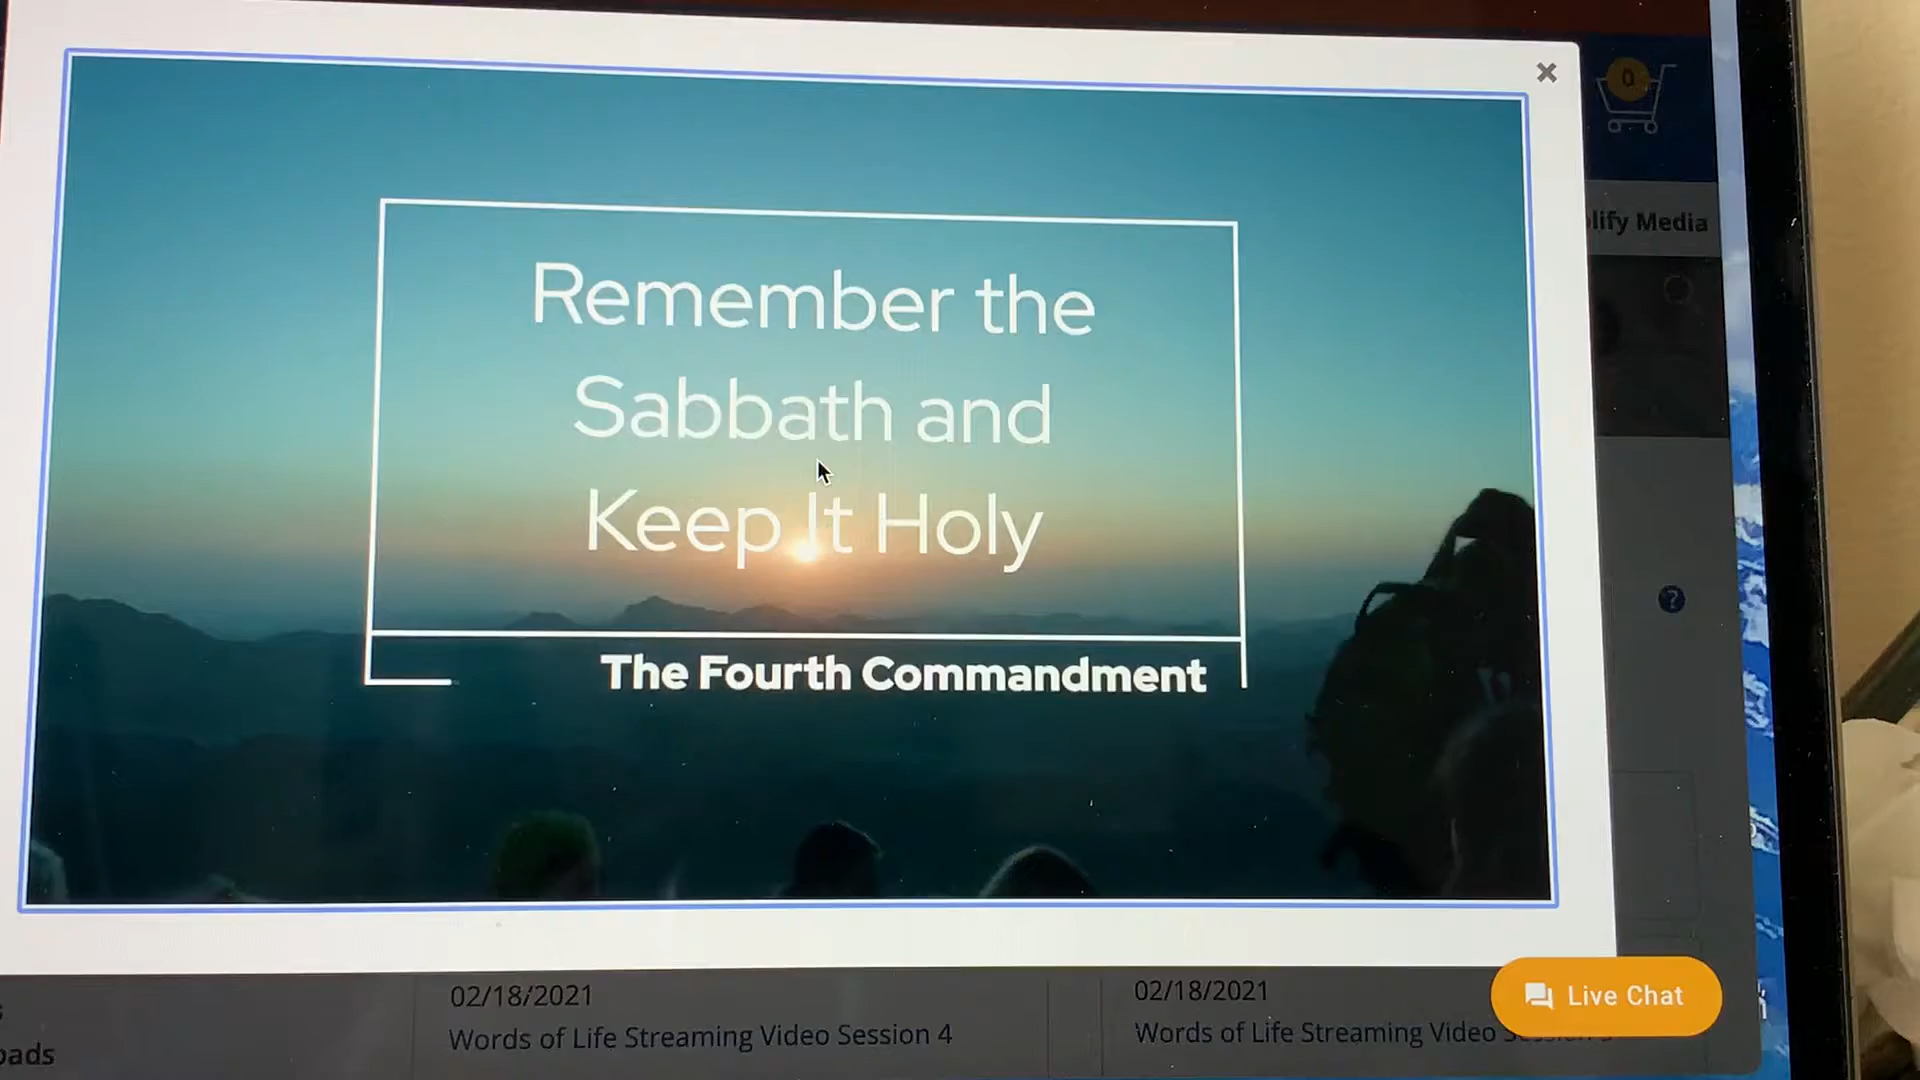 0
lify Media
Remember the
Sabbath and
Keep It Holy
The Fourth Commandment
?
02/18/2021
Words of Life Streaming Video Session 4
02/18/2021
Words of Life Streaming Video
Live Chat
oads